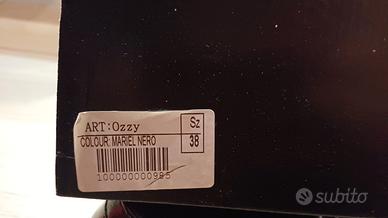 ART:Ozzy
Sz
COLOUR: MARIEL NERO
38
100000000985
subito